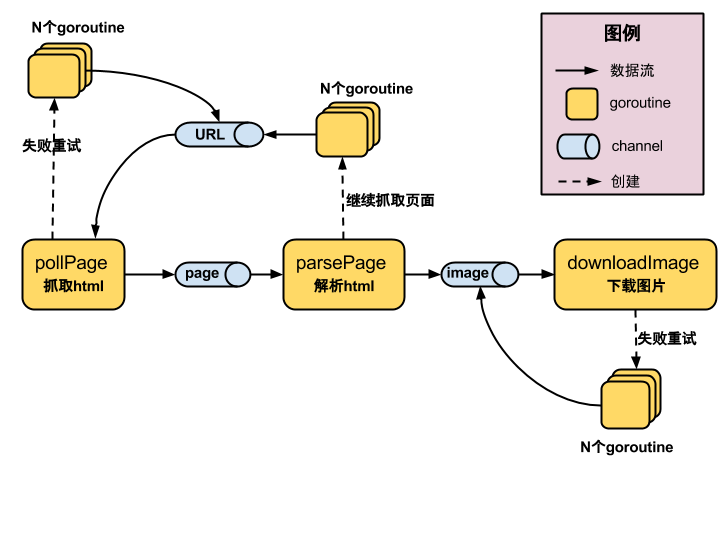 N个goroutine
图例
数据流
goroutine
channel
创建
N个goroutine
失败重试
URL
继续抓取页面
pollPage
抓取html
page
parsePage
解析html
image
downloadImage
下载图片
失败重试
N个goroutine